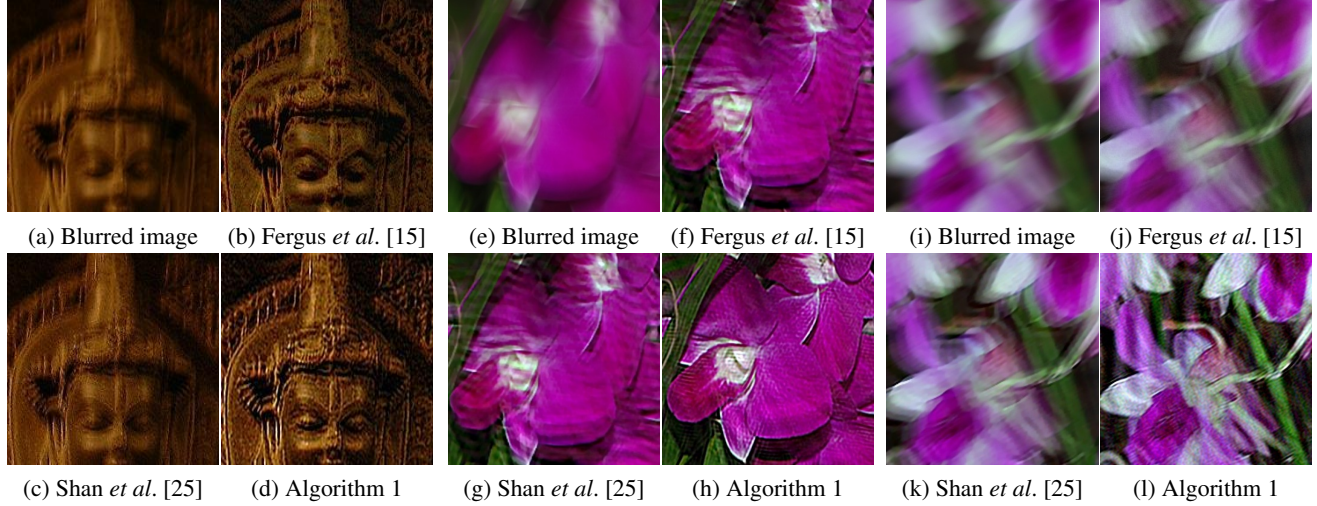 (a) Blurred image
(b) Fergus et al. [15]
(e) Blurred image
(f) Fergus et al. [15]
(i) Blurred image
(j) Fergus et al. [15]
(c) Shan et al. [25]
(d) Algorithm 1
(g) Shan et al. [25]
(h) Algorithm 1
(k) Shan et al. [25]
(l) Algorithm 1